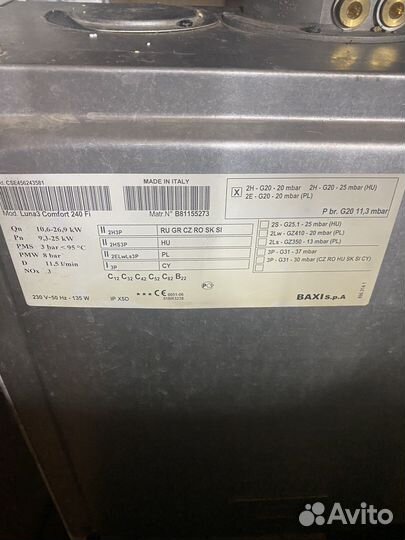 d. CSE456243581
MADE IN ITALY
Mod. Luna3 Comfort 240 Fi
Matr.N° B81155273
Qn 10,6-26,9 kW
Pn 9,3-25 kW
PMS 3 bar < 95 °C
PMW 8 bar
D 11.5 l/min
NOx 3
230 V~50 Hz - 135 W
IP X5D
II 2H3P RU GR CZ RO SK SI
II 2HS3P HU
II 2ELwLs3P PL
I 3P CY
C12 C32 C42 C52 C82 B22
★★★ CE 0051-06
X 2H - G20 - 20 mbar 2H - G20 - 25 mbar (HU)
2E - G20 - 20 mbar (PL)
P br. G20 11,3 mbar
2S - G25.1 - 25 mbar (HU)
2Lw - GZ410 - 20 mbar (PL)
2Ls - GZ350 - 13 mbar (PL)
3P - G31 - 37 mbar
3P - G31 - 30 mbar (CZ RO HU SK SI CY)
BAXI S.p.A
Avito